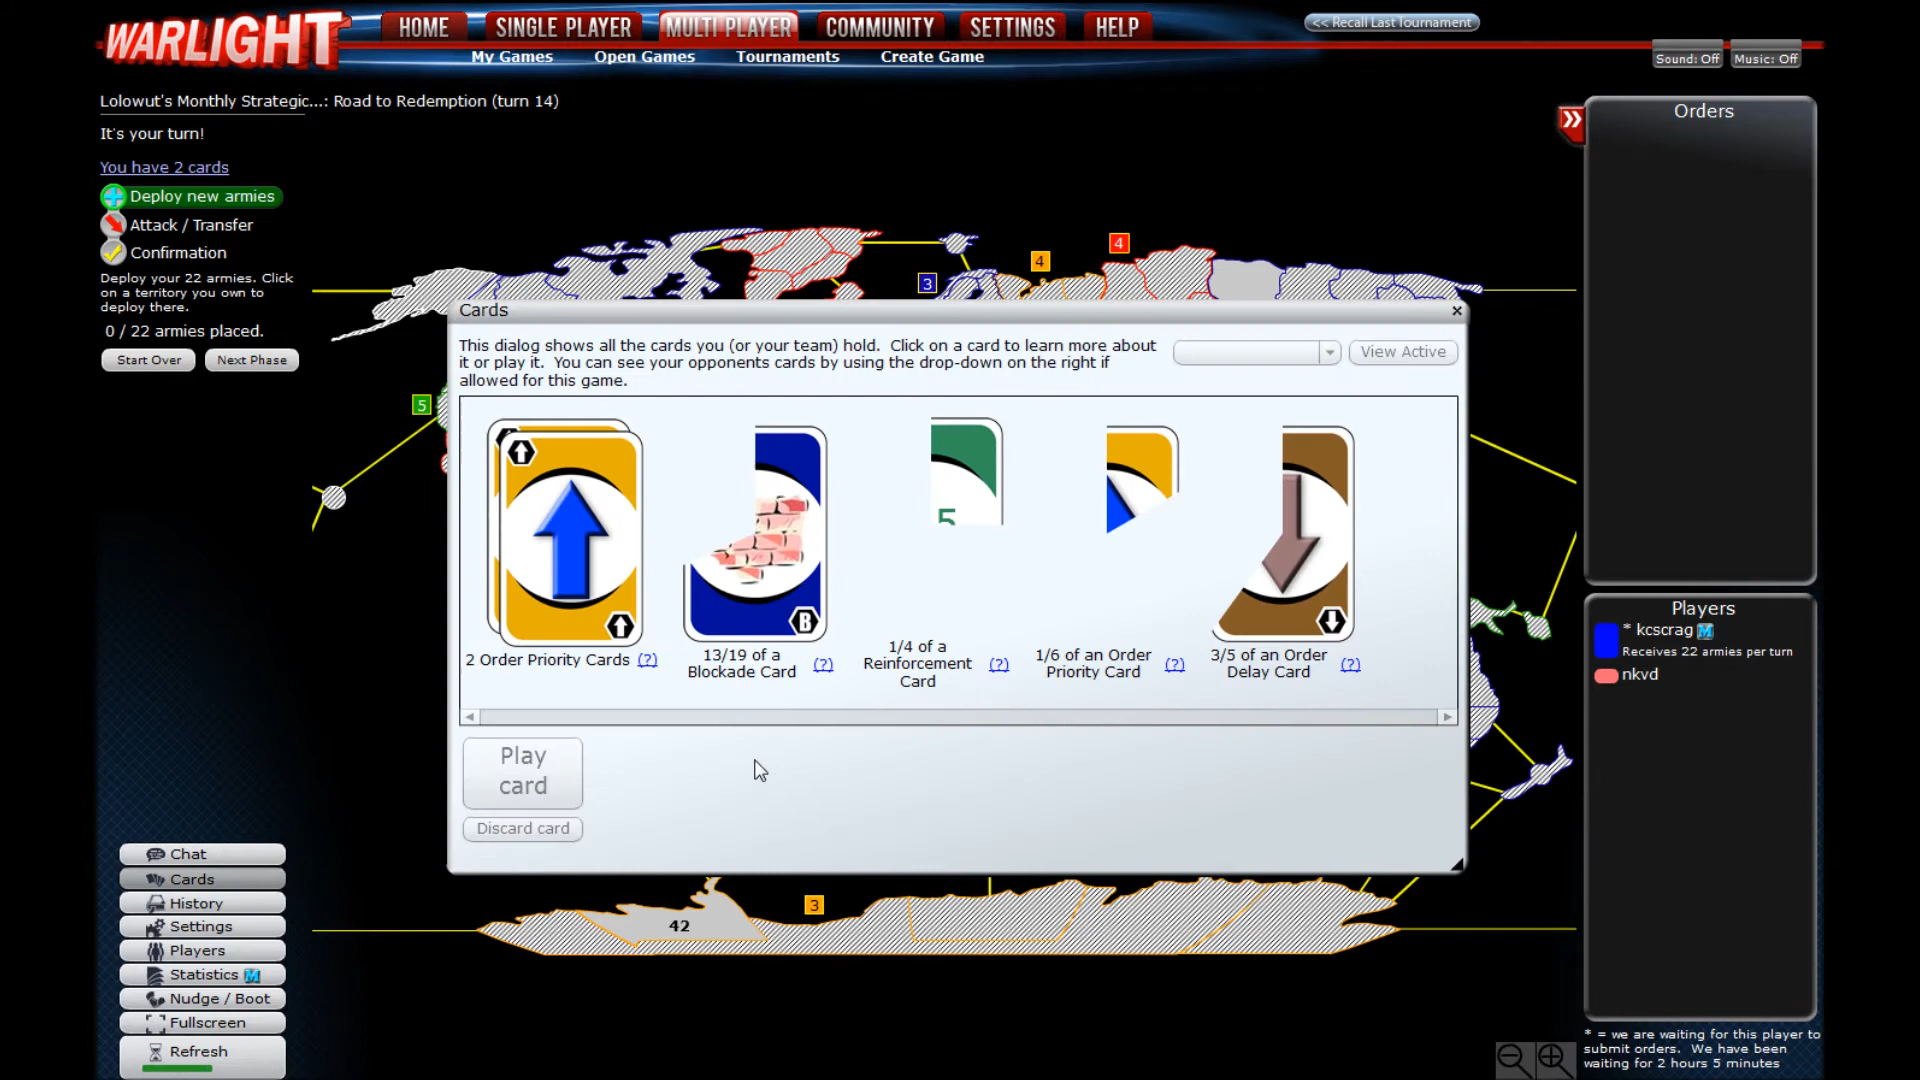 WARLIGHT
HOME
SINGLE PLAYER
MULTI PLAYER
COMMUNITY
SETTINGS
HELP
<< Recall Last Tournament
My Games
Open Games
Tournaments
Create Game
Sound: Off
Music: Off
Lolowut's Monthly Strategic...: Road to Redemption (turn 14)
It's your turn!
You have 2 cards
Deploy new armies
Attack / Transfer
Confirmation
Deploy your 22 armies. Click
on a territory you own to
deploy there.
0 / 22 armies placed.
Start Over
Next Phase
4
4
3
5
Cards
This dialog shows all the cards you (or your team) hold. Click on a card to learn more about
it or play it. You can see your opponents cards by using the drop-down on the right if
allowed for this game.
View Active
5
B
2 Order Priority Cards (?)
13/19 of a
Blockade Card (?)
1/4 of a
Reinforcement
Card (?)
1/6 of an Order
Priority Card (?)
3/5 of an Order
Delay Card (?)
Play
card
Discard card
42
3
Orders
Players
* kcscrag M
Receives 22 armies per turn
nkvd
Chat
Cards
History
Settings
Players
Statistics M
Nudge / Boot
Fullscreen
Refresh
* = we are waiting for this player to
submit orders. We have been
waiting for 2 hours 5 minutes